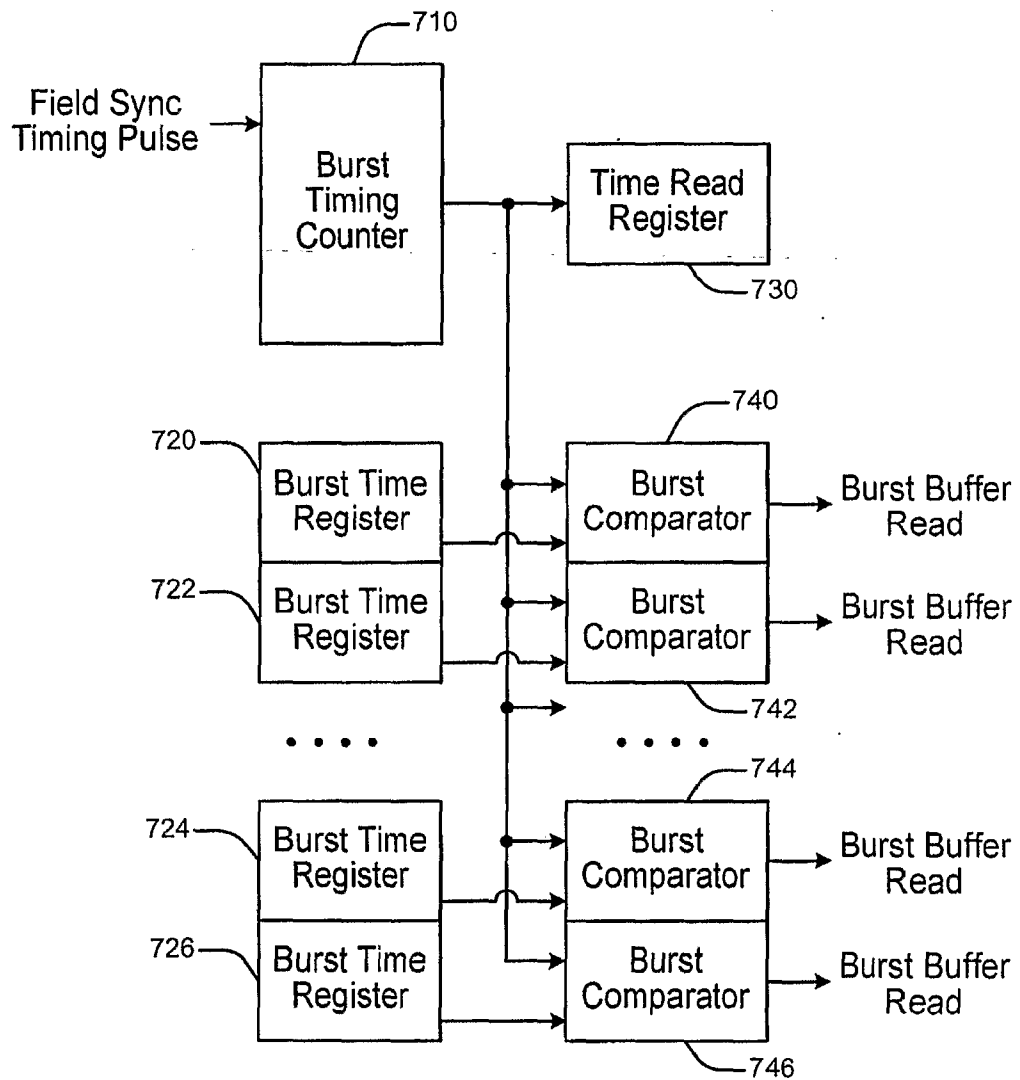 710
Field Sync
Timing Pulse
Burst
Timing
Counter
Time Read
Register
730
720
Burst Time
Register
740
Burst
Comparator
Burst Buffer
Read
722
Burst Time
Register
Burst
Comparator
Burst Buffer
Read
742
744
724
Burst Time
Register
Burst
Comparator
Burst Buffer
Read
726
Burst Time
Register
Burst
Comparator
Burst Buffer
Read
746